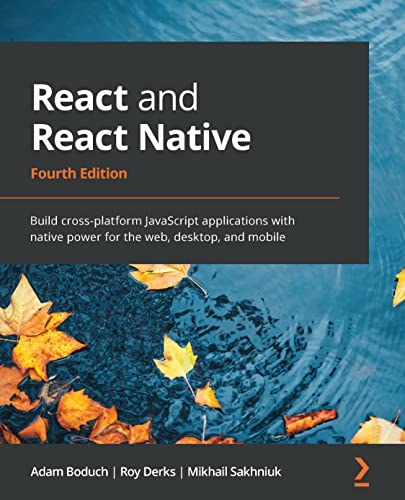 React and
React Native
Fourth Edition
Build cross-platform JavaScript applications with
native power for the web, desktop, and mobile
Adam Boduch | Roy Derks | Mikhail Sakhniuk